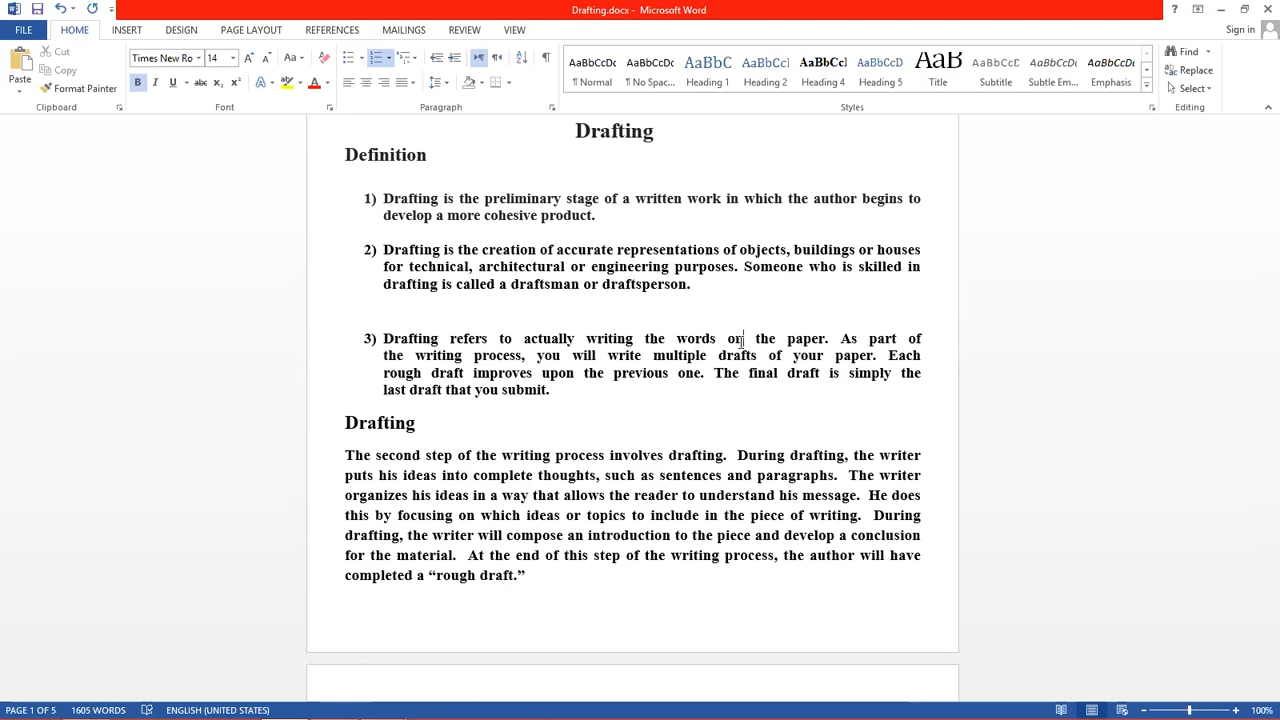 Drafting.docx - Microsoft Word
FILE HOME INSERT DESIGN PAGE LAYOUT REFERENCES MAILINGS REVIEW VIEW Sign in
Paste Cut Copy Format Painter Times New Ro 14 Aa
AaBbCcDc AaBbCcDc AaBbC AaBbCc AaBbCc AaBbCcD AaB AaBbCcD AaBbCcDc AaBbCcDc
¶ Normal ¶ No Spac... Heading 1 Heading 2 Heading 4 Heading 5 Title Subtitle Subtle Em... Emphasis
Find Replace Select
Clipboard Font Paragraph Styles Editing
Drafting
Definition
1) Drafting is the preliminary stage of a written work in which the author begins to
develop a more cohesive product.
2) Drafting is the creation of accurate representations of objects, buildings or houses
for technical, architectural or engineering purposes. Someone who is skilled in
drafting is called a draftsman or draftsperson.
3) Drafting refers to actually writing the words on the paper. As part of
the writing process, you will write multiple drafts of your paper. Each
rough draft improves upon the previous one. The final draft is simply the
last draft that you submit.
Drafting
The second step of the writing process involves drafting. During drafting, the writer
puts his ideas into complete thoughts, such as sentences and paragraphs. The writer
organizes his ideas in a way that allows the reader to understand his message. He does
this by focusing on which ideas or topics to include in the piece of writing. During
drafting, the writer will compose an introduction to the piece and develop a conclusion
for the material. At the end of this step of the writing process, the author will have
completed a “rough draft.”
PAGE 1 OF 5 1605 WORDS ENGLISH (UNITED STATES) 100%